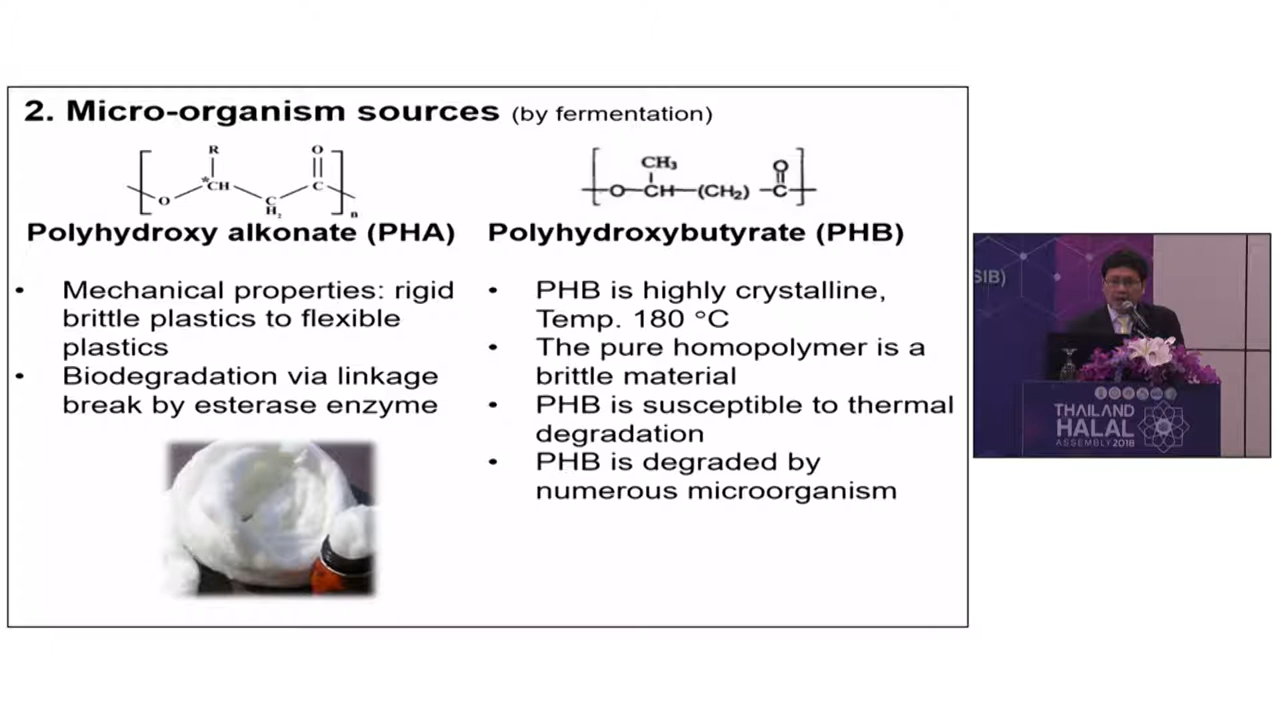 2. Micro-organism sources (by fermentation)
R
O
*CH
C
O
C
H₂
n
CH₃
O
O—CH—(CH₂)—C
Polyhydroxy alkonate (PHA)
Polyhydroxybutyrate (PHB)
• Mechanical properties: rigid
brittle plastics to flexible
plastics
• Biodegradation via linkage
break by esterase enzyme
• PHB is highly crystalline,
Temp. 180 °C
• The pure homopolymer is a
brittle material
• PHB is susceptible to thermal
degradation
• PHB is degraded by
numerous microorganism
SIB)
THAILAND
HALAL
ASSEMBLY 2018